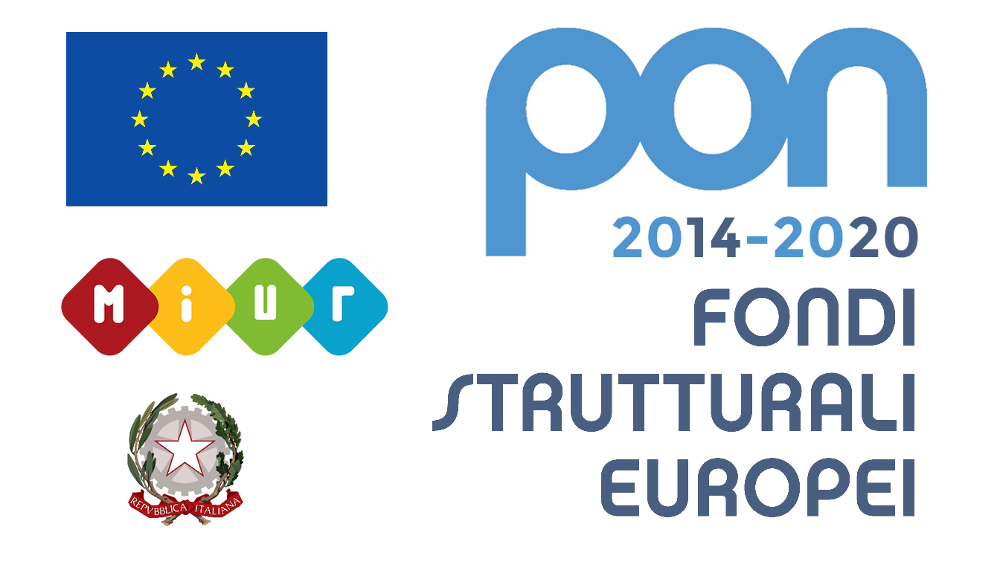 pon
2014-2020
FONDI
STRUTTURALI
EUROPEI
MiUr
REPVBBLICA ITALIANA